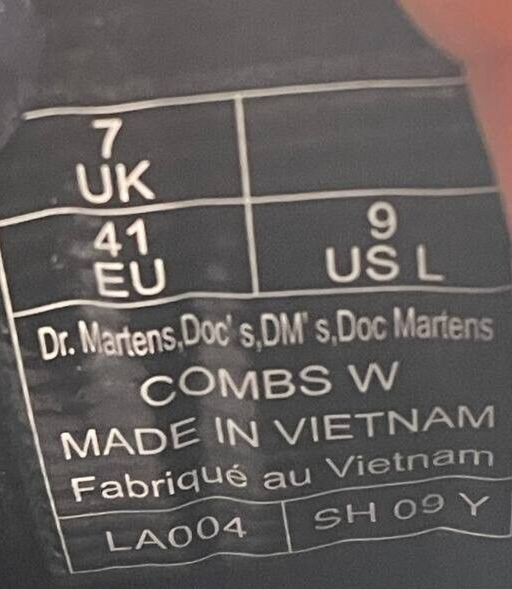 7
UK
41
EU
9
US L
Dr. Martens,Doc' s,DM' s,Doc Martens
COMBS W
MADE IN VIETNAM
Fabriqué au Vietnam
LA004
SH 09 Y